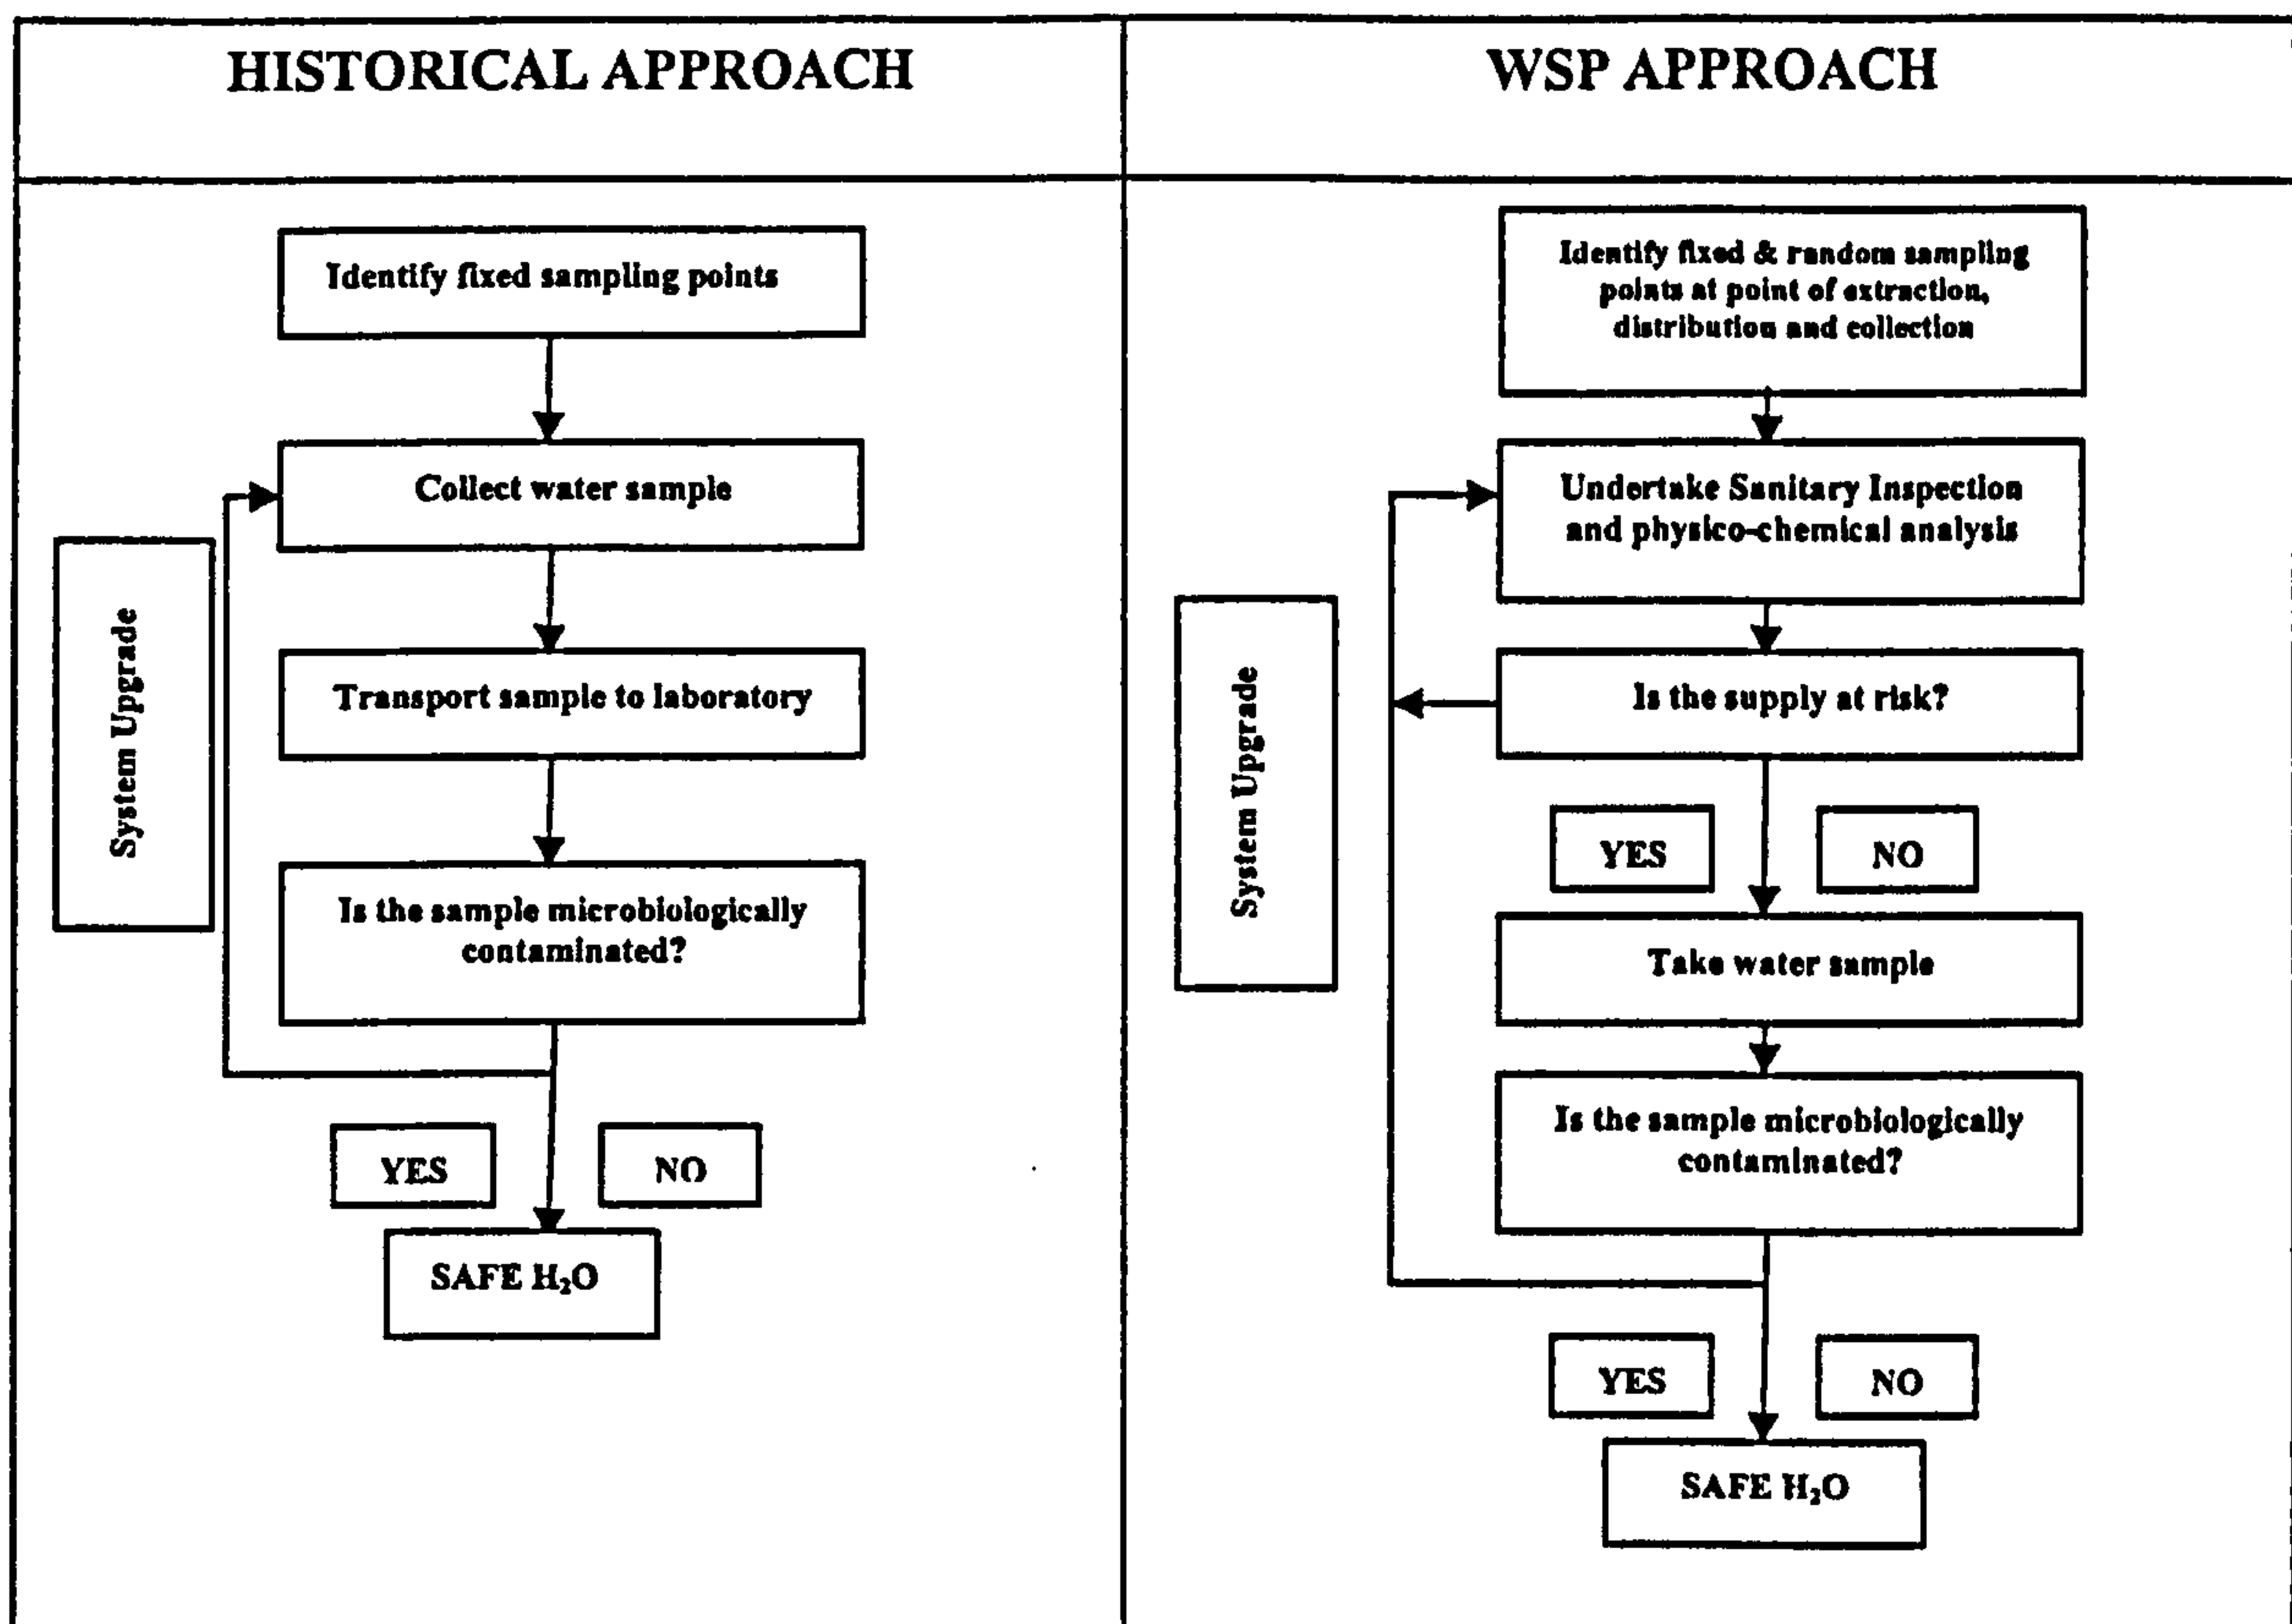 HISTORICAL APPROACH
Identify fixed sampling points
Collect water sample
System Upgrade
Transport sample to laboratory
Is the sample microbiologically
contaminated?
YES
NO
SAFE H₂O
WSP APPROACH
Identify fixed & random sampling
points at point of extraction,
distribution and collection
Undertake Sanitary Inspection
and physico-chemical analysis
System Upgrade
Is the supply at risk?
YES
NO
Take water sample
Is the sample microbiologically
contaminated?
YES
NO
SAFE H₂O